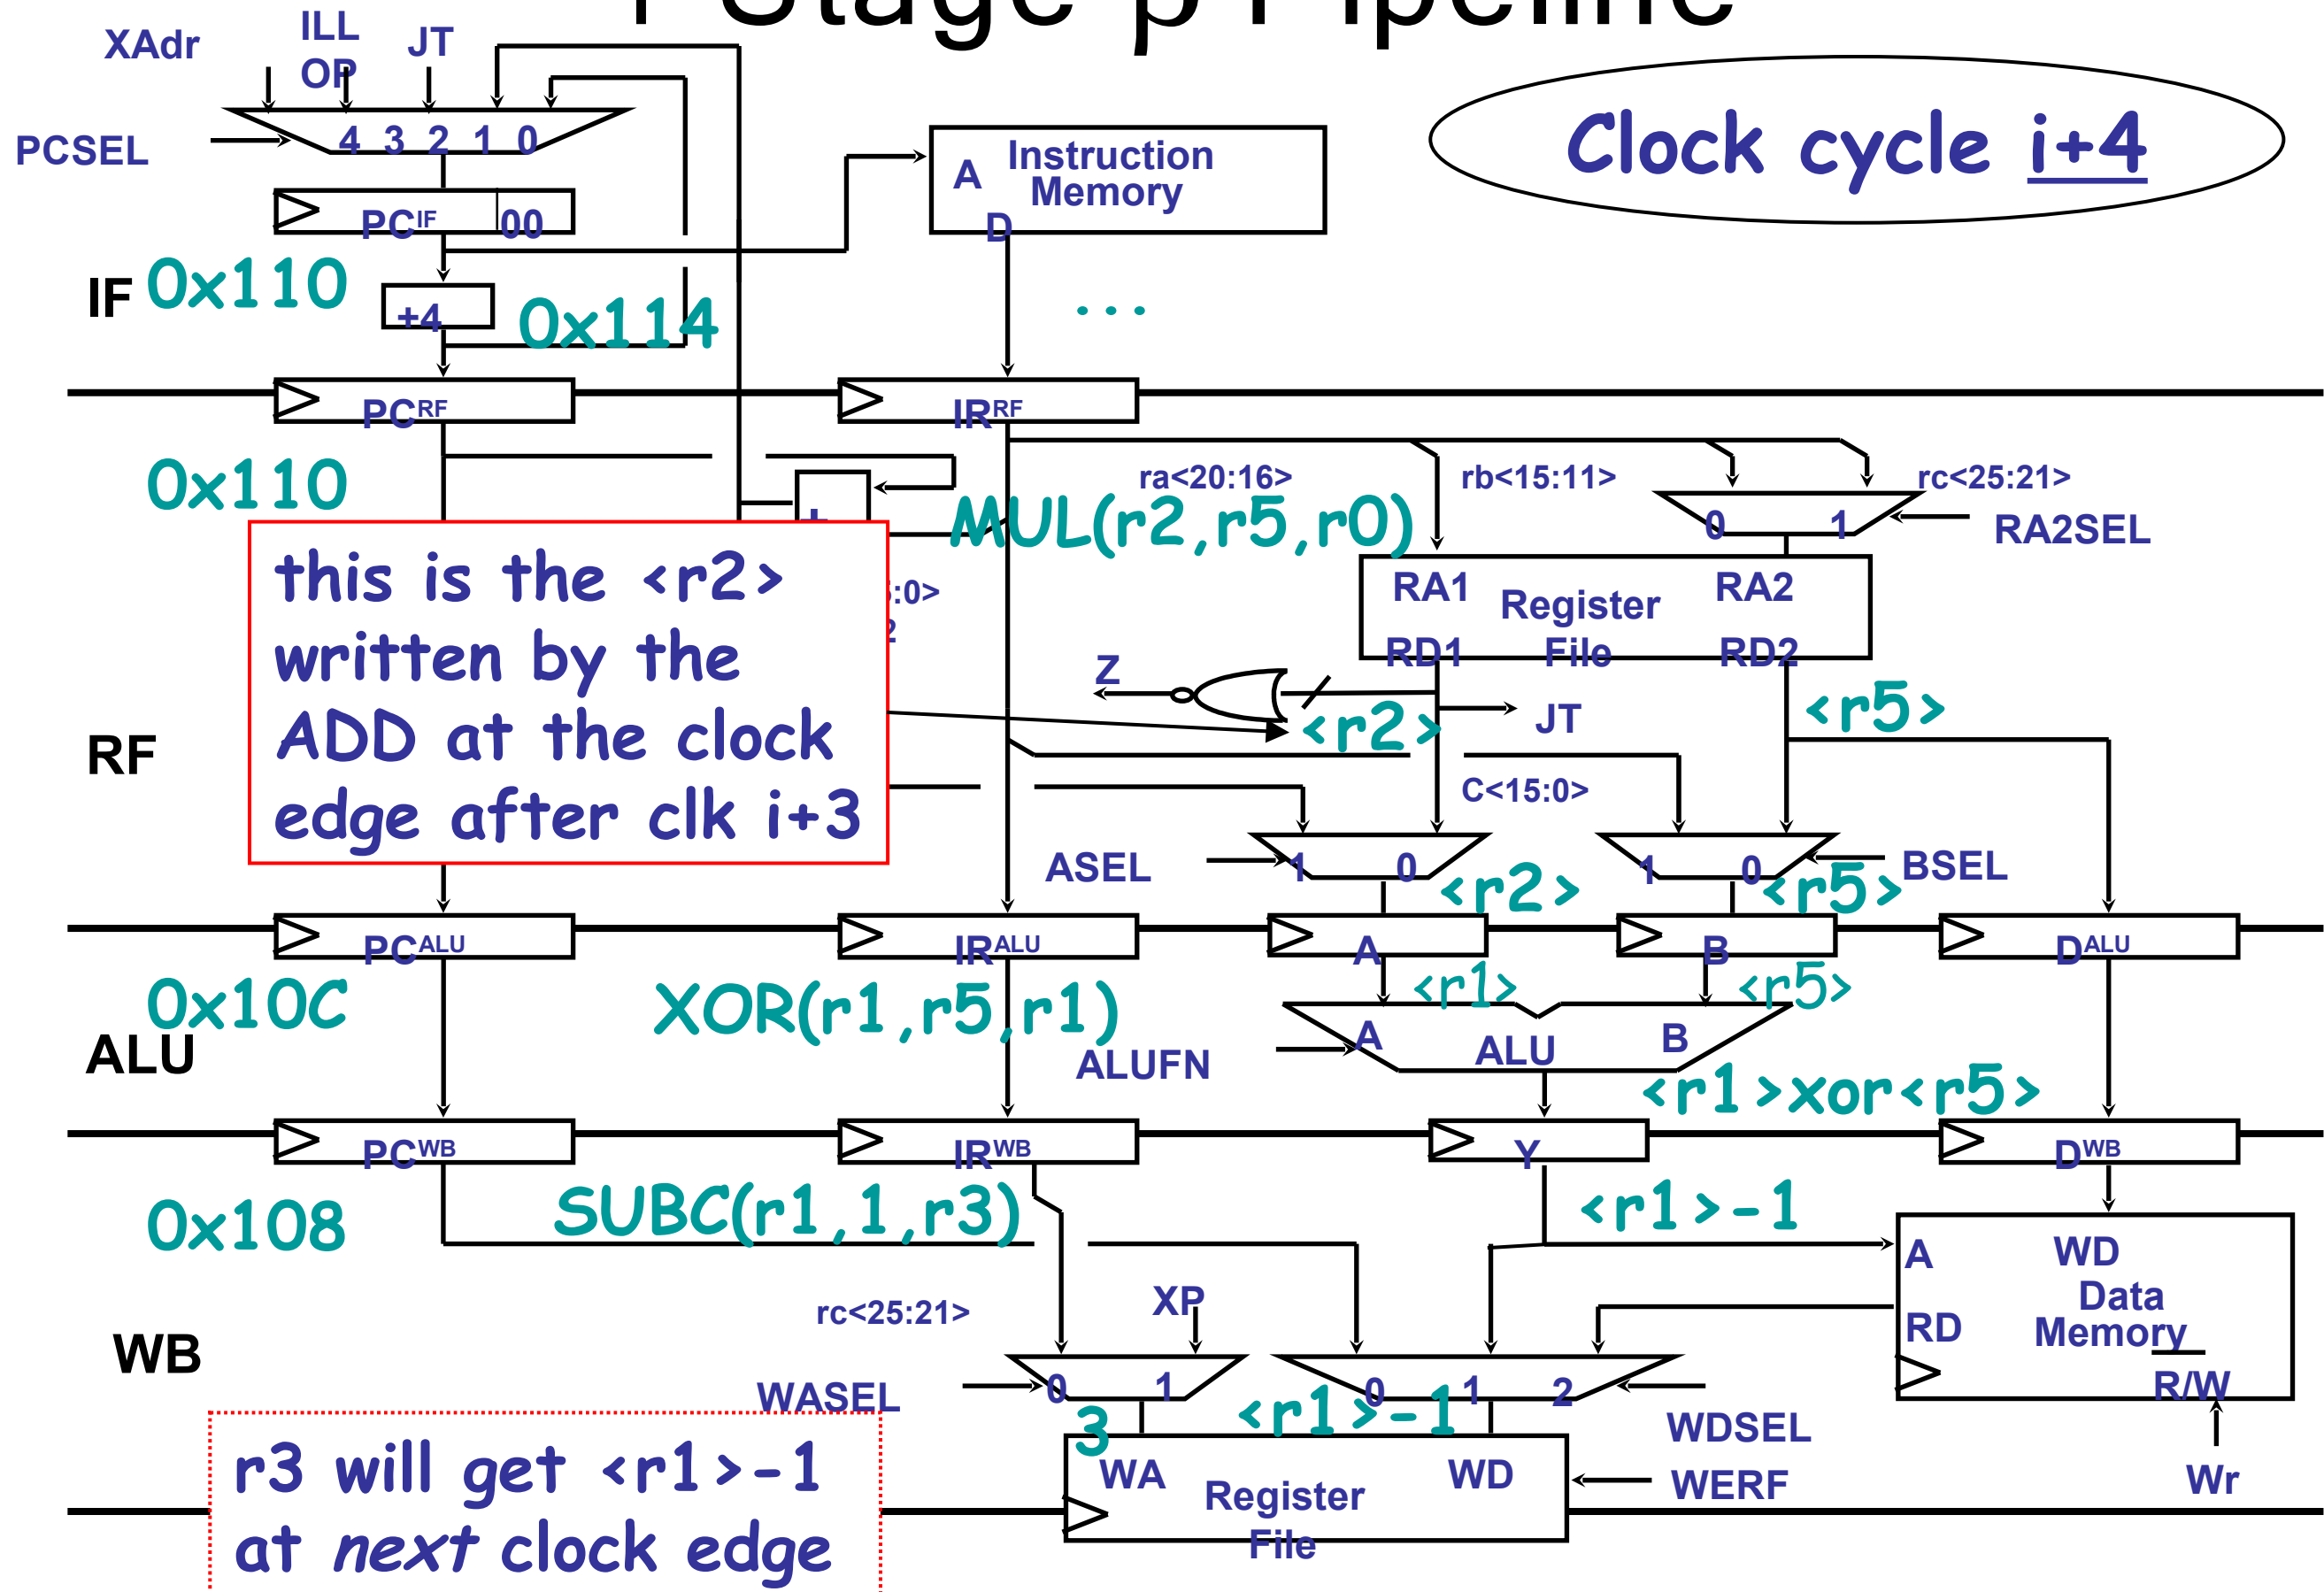 Stage β Pipeline
XAdr
ILL
OP
JT
PCSEL
4 3 2 1 0
Clock cycle i+4
A
Instruction
Memory
D
PCIF
00
IF
0x110
+4
0x114
...
PCRF
IRRF
0x110
+
ra<20:16>
rb<15:11>
rc<25:21>
MUL(r2,r5,r0)
0 1
RA2SEL
this is the <r2>
written by the
ADD at the clock
edge after clk i+3
:0>
RA1
Register
File
RA2
RD1
RD2
Z
<r2>
JT
<r5>
RF
C<15:0>
ASEL
1 0
1 0
BSEL
<r2>
<r5>
PCALU
IRALU
A
B
DALU
0x10C
XOR(r1,r5,r1)
<r1>
<r5>
ALU
ALUFN
A
ALU
B
<r1>xor<r5>
PCWB
IRWB
Y
DWB
0x108
SUBC(r1,1,r3)
<r1>-1
A
WD
Data
Memory
RD
R/W
rc<25:21>
XP
WB
WASEL
0 1
0 1 2
WDSEL
3
<r1>-1
WA
WD
Register
File
WERF
Wr
r3 will get <r1>-1
at next clock edge